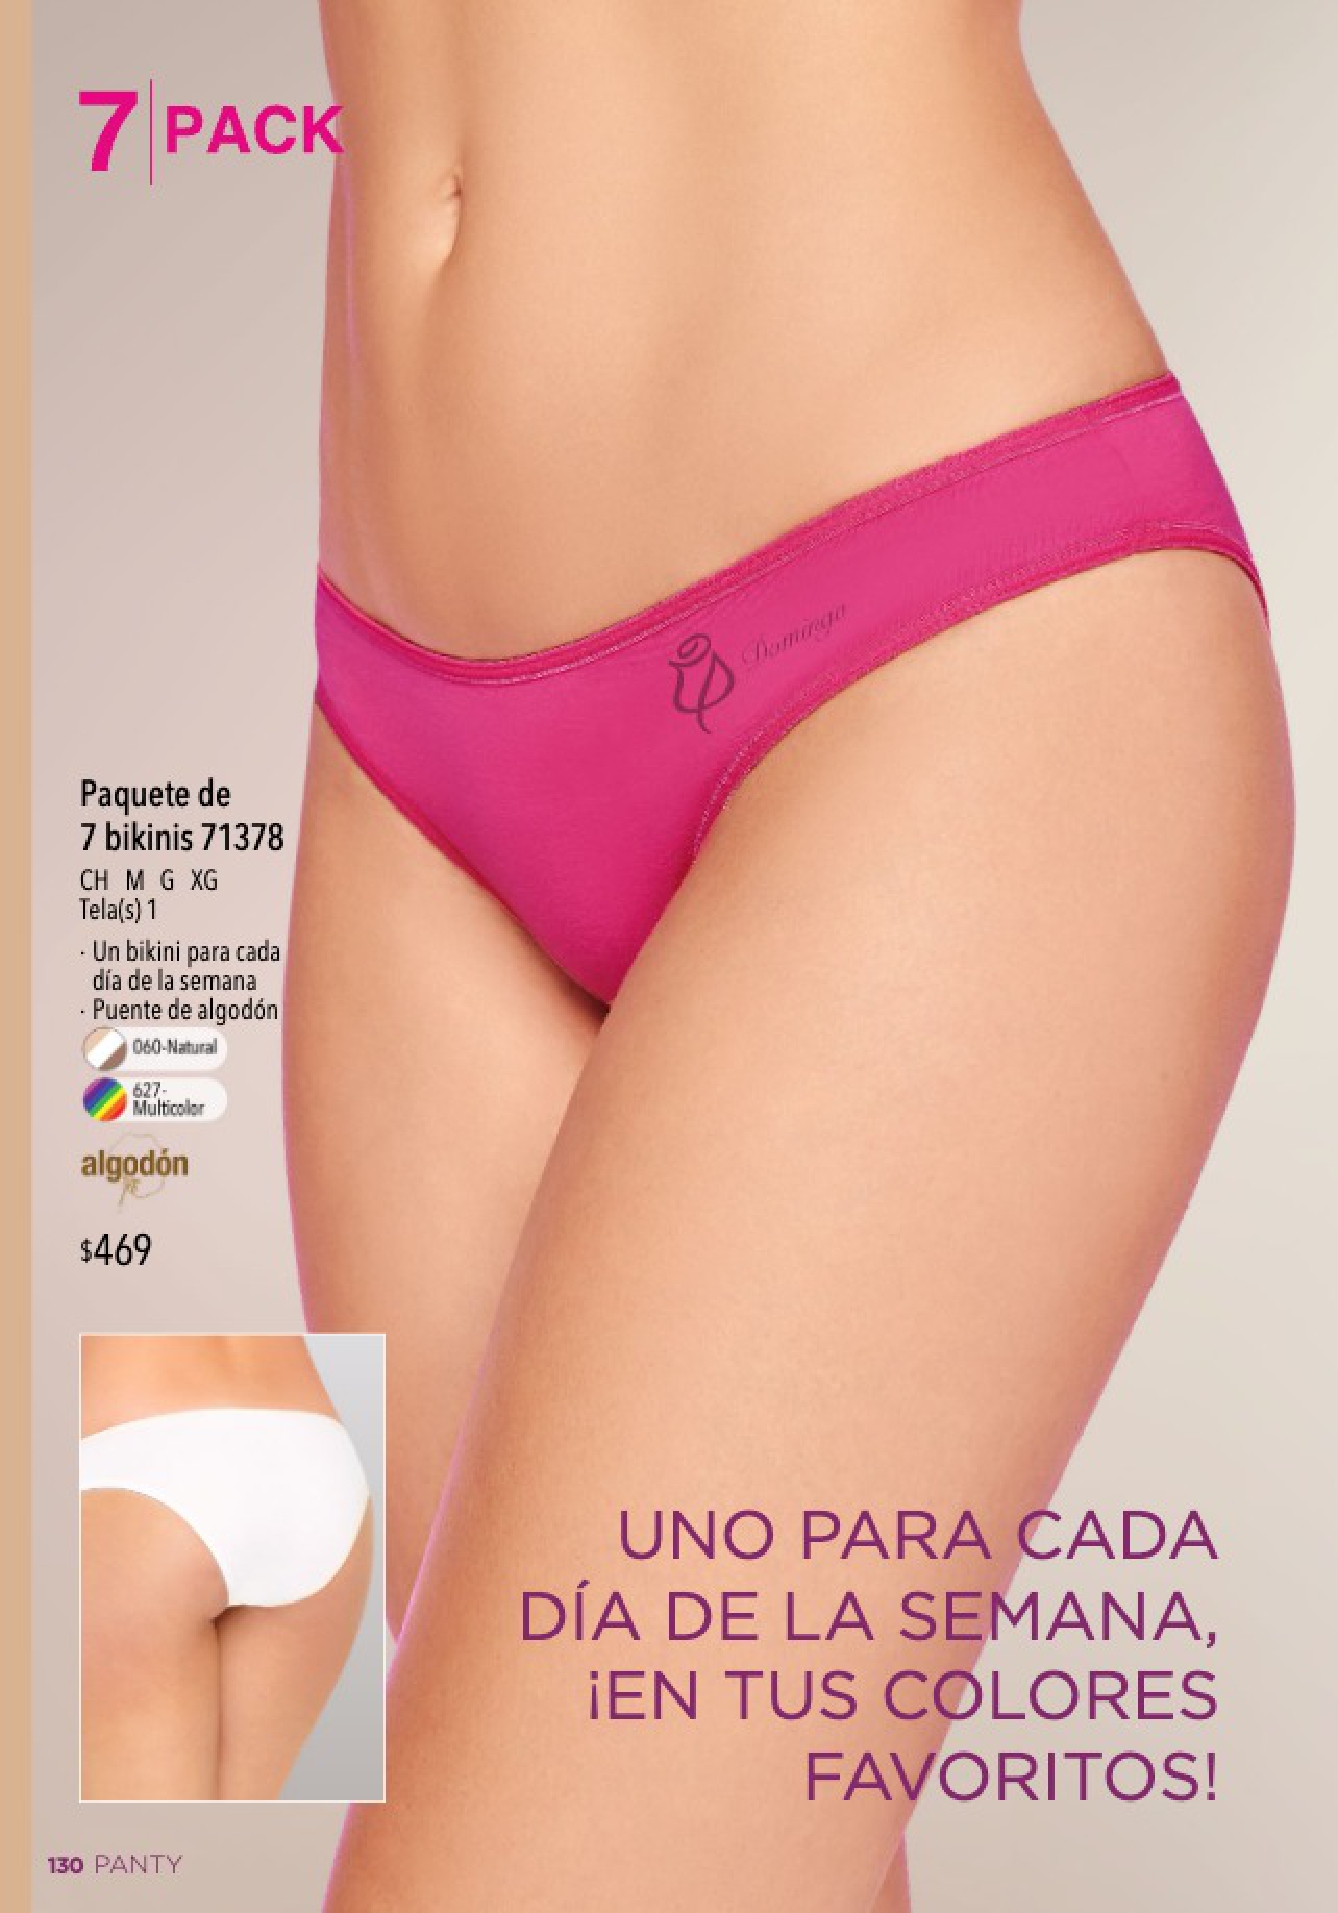 7 PACK
Domingo
Paquete de
7 bikinis 71378
CH M G XG
Tela(s) 1
· Un bikini para cada
día de la semana
· Puente de algodón
060-Natural
627-
Multicolor
algodón
$469
UNO PARA CADA
DÍA DE LA SEMANA,
¡EN TUS COLORES
FAVORITOS!
130 PANTY